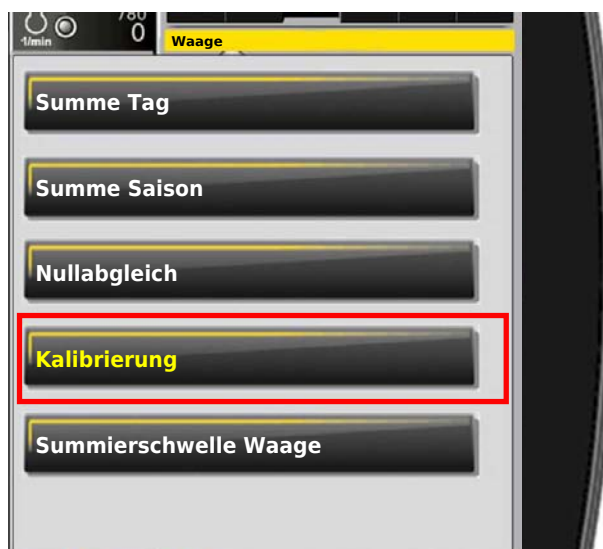 780
1/min
0
Waage
Summe Tag
Summe Saison
Nullabgleich
Kalibrierung
Summierschwelle Waage